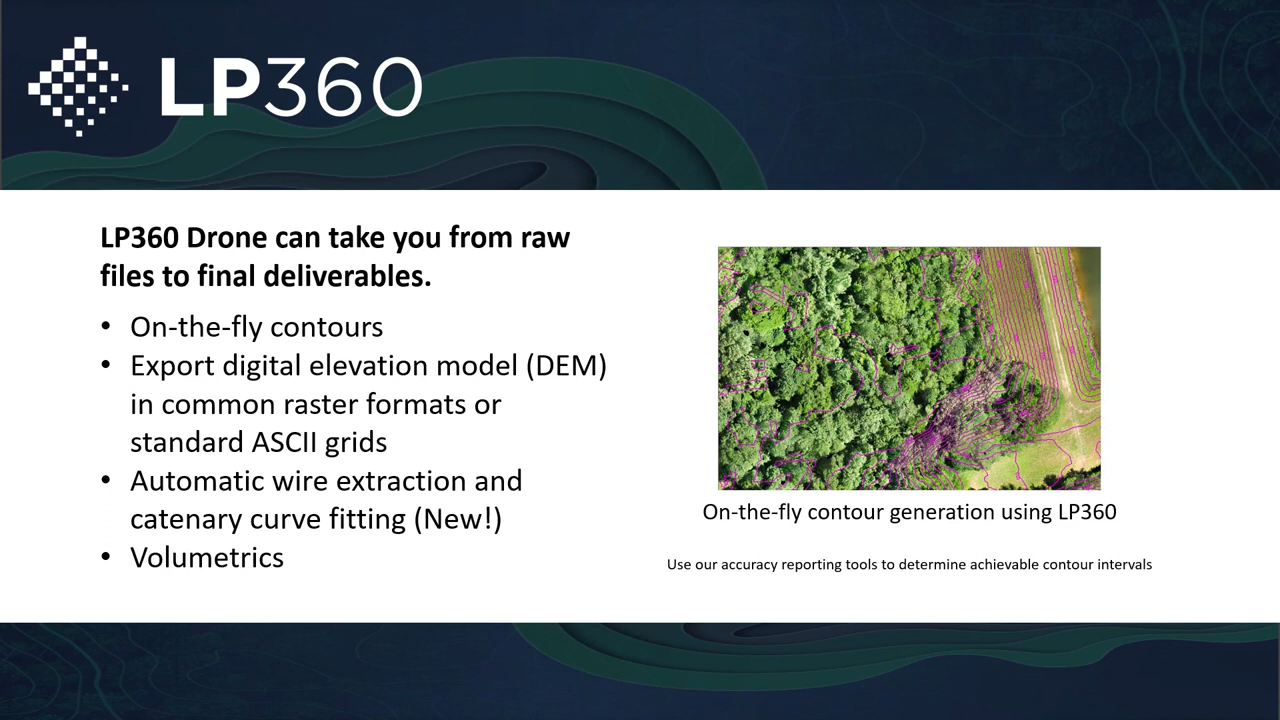 LP360
LP360 Drone can take you from raw
files to final deliverables.
• On-the-fly contours
• Export digital elevation model (DEM)
in common raster formats or
standard ASCII grids
• Automatic wire extraction and
catenary curve fitting (New!)
• Volumetrics
On-the-fly contour generation using LP360
Use our accuracy reporting tools to determine achievable contour intervals